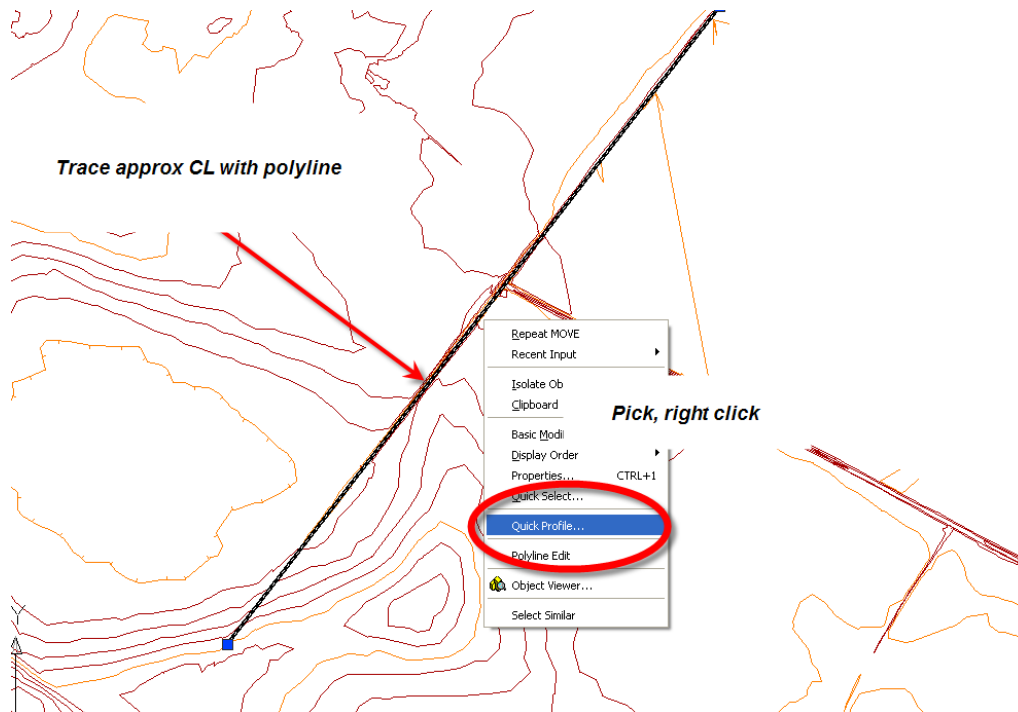 Trace approx CL with polyline
Repeat MOVE
Recent Input
Isolate Ob
Clipboard
Pick, right click
Basic Modi
Display Order
Properties... CTRL+1
Quick Select...
Quick Profile...
Polyline Edit
Object Viewer...
Select Similar
Y